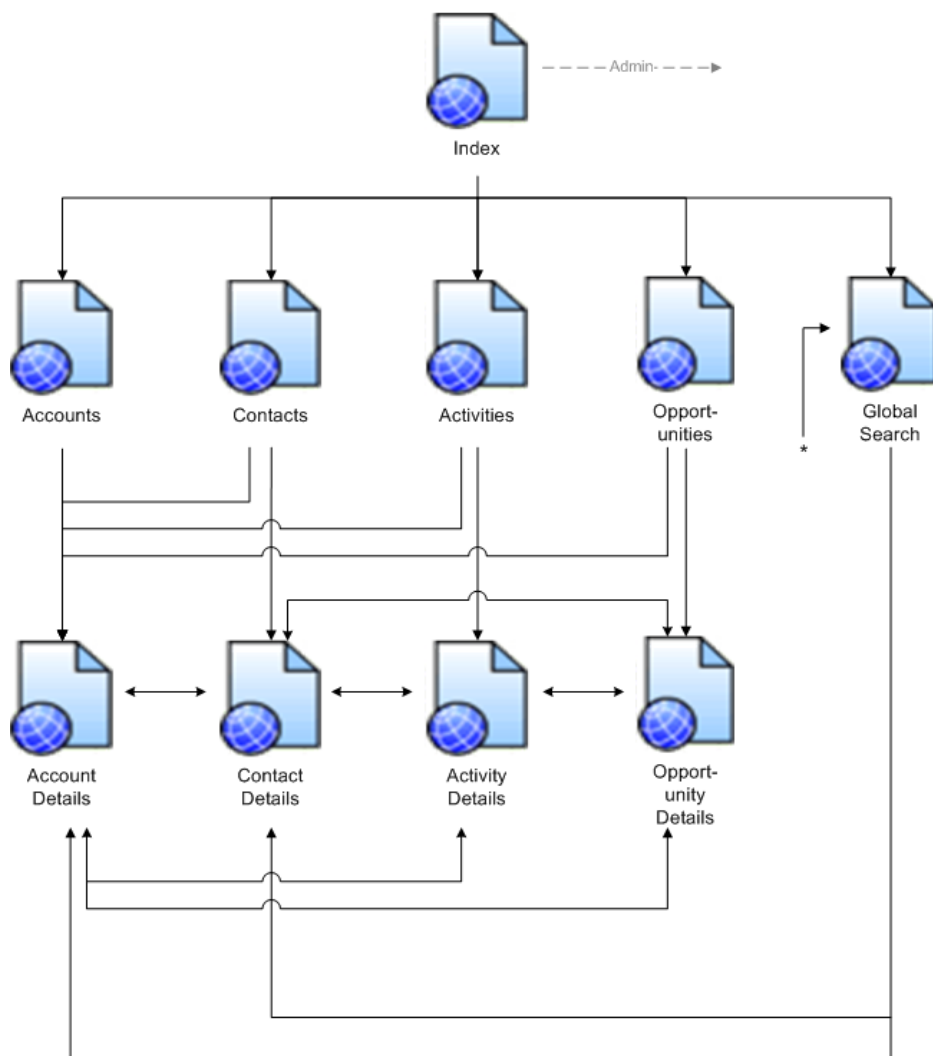 Admin
Index
Accounts
Contacts
Activities
Opport-
unities
Global
Search
*
Account
Details
Contact
Details
Activity
Details
Opport-
unity
Details